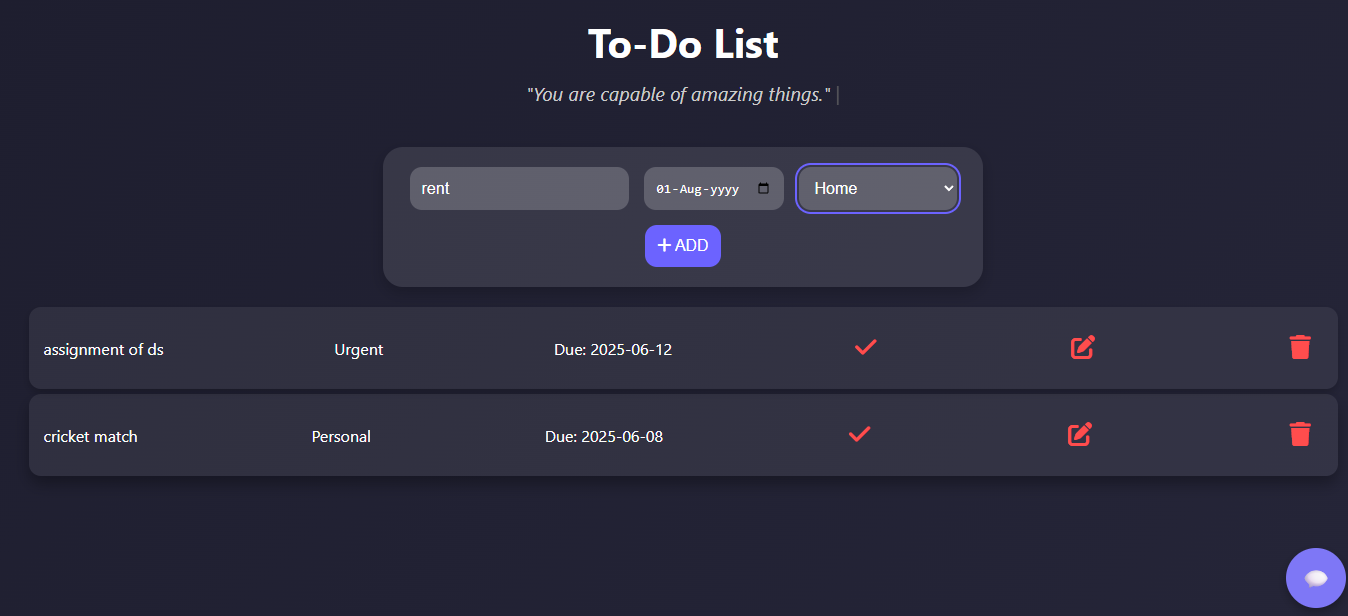 To-Do List
"You are capable of amazing things."
rent 01-Aug-yyyy Home
ADD
assignment of ds Urgent Due: 2025-06-12
cricket match Personal Due: 2025-06-08